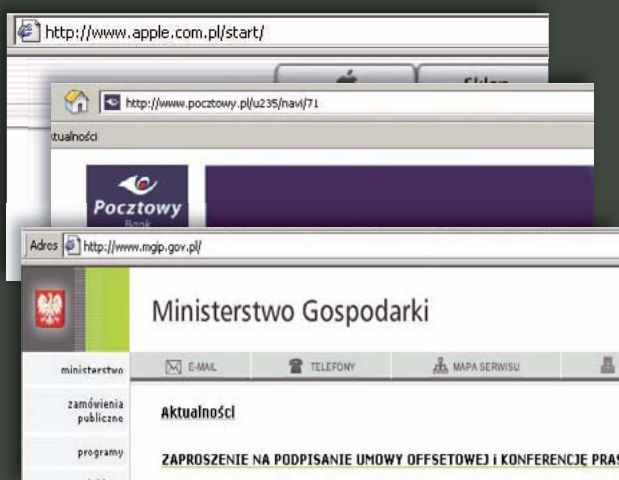 http://www.apple.com.pl/start/
http://www.pocztowy.pl/u235/navi/71
tualności
Pocztowy
Bank
Adres http://www.mgip.gov.pl/
Ministerstwo Gospodarki
ministerstwo
E-MAIL TELEFONY MAPA SERWISU
zamówienia
publiczne
Aktualności
programy
ZAPROSZENIE NA PODPISANIE UMOWY OFFSETOWEJ i KONFERENCJĘ PRAS